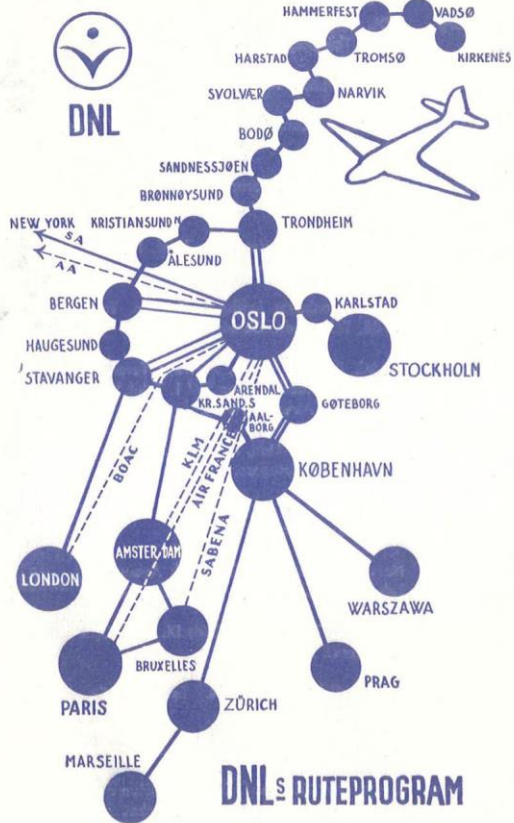 DNL
HAMMERFEST
VADSØ
TROMSØ
KIRKENES
HARSTAD
SVOLVÆR
NARVIK
BODØ
SANDNESSJØEN
BRØNNØYSUND
NEW YORK
SA
AA
KRISTIANSUND N
TRONDHEIM
ÅLESUND
BERGEN
OSLO
KARLSTAD
HAUGESUND
STAVANGER
STOCKHOLM
ARENDAL
KR.SAND.S
AAL-
BORG
GØTEBORG
BOAC
KLM
AIR FRANCE
SABENA
KØBENHAVN
LONDON
AMSTERDAM
WARSZAWA
BRUXELLES
PARIS
PRAG
ZÜRICH
MARSEILLE
DNLs RUTEPROGRAM